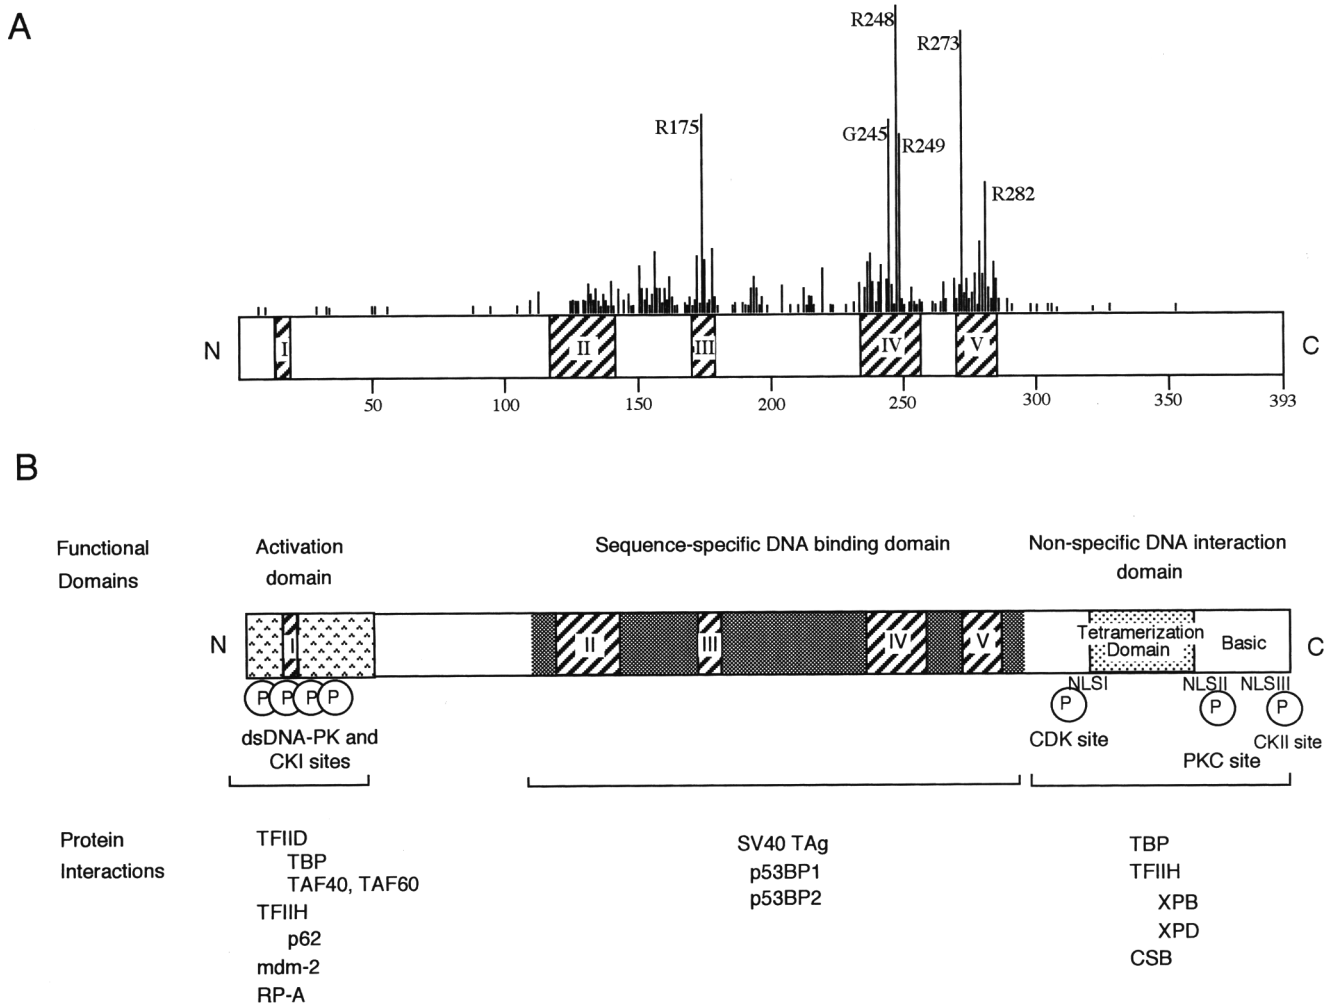 A
R248
R273
R175
G245
R249
R282
N
I
II
III
IV
V
C
50
100
150
200
250
300
350
393
B
Functional
Domains
Activation
domain
Sequence-specific DNA binding domain
Non-specific DNA interaction
domain
N
I
II
III
IV
V
Tetramerization
Domain
Basic
C
NLSI
NLSII
NLSIII
P
P
P
P
P
P
P
dsDNA-PK and
CKI sites
CDK site
PKC site
CKII site
Protein
Interactions
TFIID
TBP
TAF40, TAF60
TFIIH
p62
mdm-2
RP-A
SV40 TAg
p53BP1
p53BP2
TBP
TFIIH
XPB
XPD
CSB